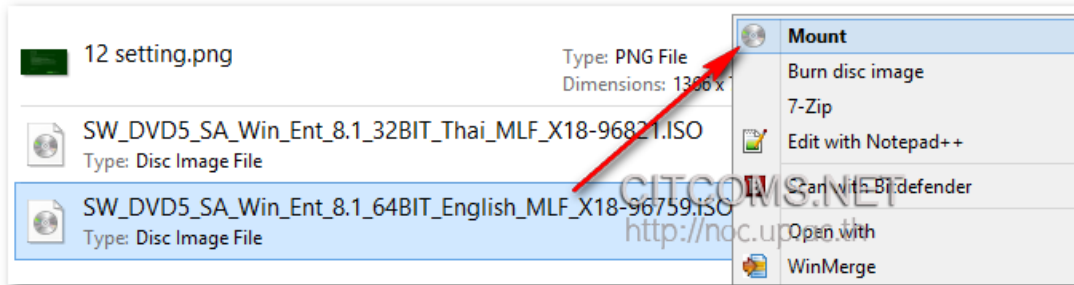 12 setting.png
Type: PNG File
Dimensions: 1366 x
SW_DVD5_SA_Win_Ent_8.1_32BIT_Thai_MLF_X18-96821.ISO
Type: Disc Image File
SW_DVD5_SA_Win_Ent_8.1_64BIT_English_MLF_X18-96759.ISO
Type: Disc Image File
Mount
Burn disc image
7-Zip
Edit with Notepad++
Scan with Bitdefender
Open with
WinMerge
CITCOMS.NET
http://noc.up.ac.th